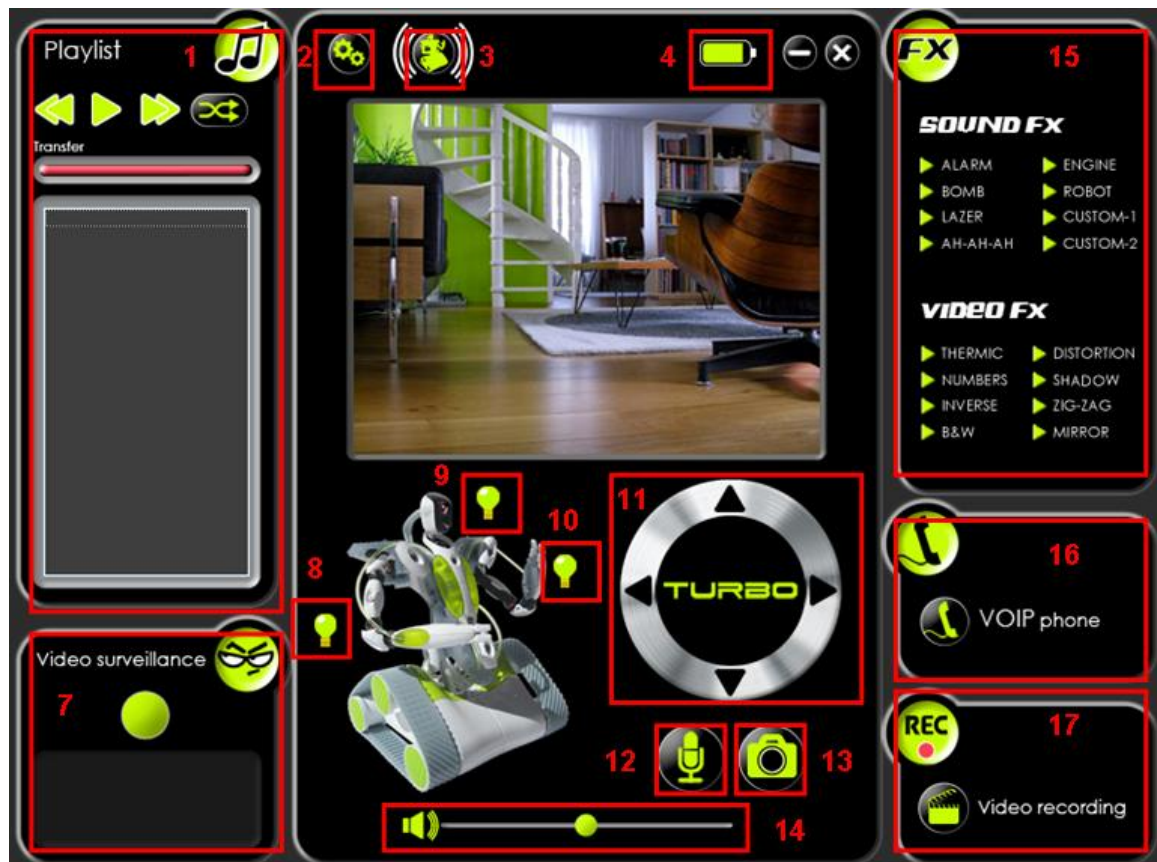 Playlist
1
Transfer
2
3
4
FX
15
SOUND FX
ALARM
ENGINE
BOMB
ROBOT
LAZER
CUSTOM-1
AH-AH-AH
CUSTOM-2
VIDEO FX
THERMIC
DISTORTION
NUMBERS
SHADOW
INVERSE
ZIG-ZAG
B&W
MIRROR
9
10
8
11
TURBO
Video surveillance
7
12
13
14
16
VOIP phone
REC
17
Video recording